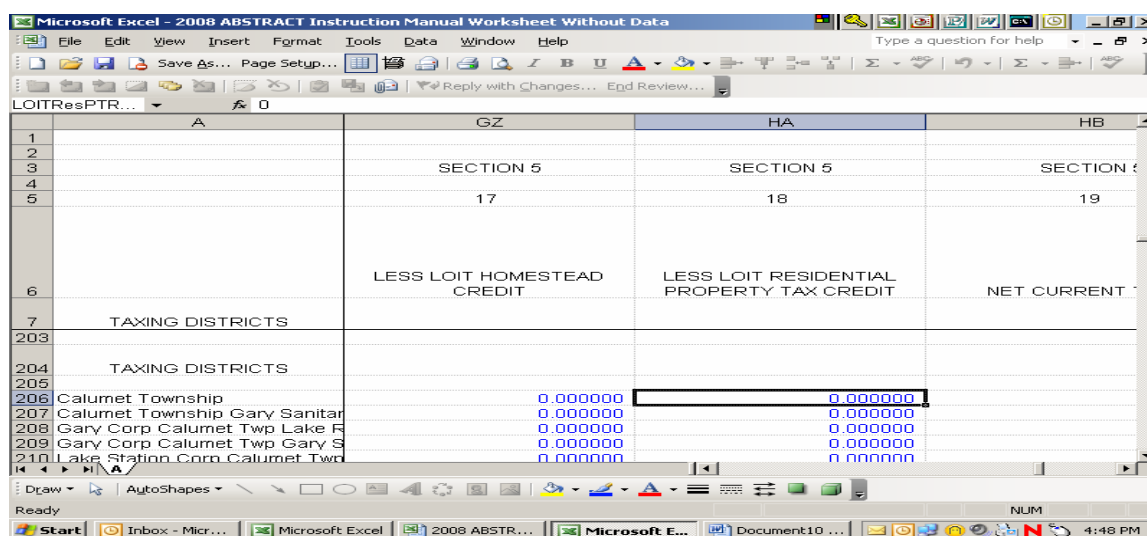 Microsoft Excel - 2008 ABSTRACT Instruction Manual Worksheet Without Data
File Edit View Insert Format Tools Data Window Help Type a question for help
Save As... Page Setup...
Reply with Changes... End Review...
LOITResPTR... fx 0
A GZ HA HB
1
2
3 SECTION 5 SECTION 5 SECTION
4
5 17 18 19
LESS LOIT HOMESTEAD LESS LOIT RESIDENTIAL
6 CREDIT PROPERTY TAX CREDIT NET CURRENT
7 TAXING DISTRICTS
203
204 TAXING DISTRICTS
205
206 Calumet Township 0.000000 0.000000
207 Calumet Township Gary Sanitar 0.000000 0.000000
208 Gary Corp Calumet Twp Lake R 0.000000 0.000000
209 Gary Corp Calumet Twp Gary S 0.000000 0.000000
210 Lake Station Corp Calumet Twp 0.000000 0.000000
A
Draw AutoShapes
Ready NUM
Start Inbox - Micr... Microsoft Excel 2008 ABSTR... Microsoft E... Document10 ... 4:48 PM